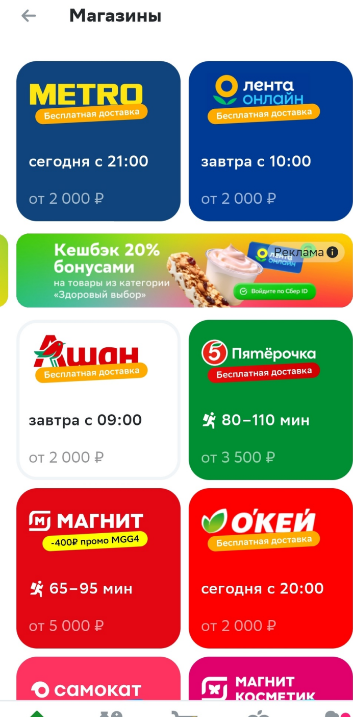 Магазины
METRO
Бесплатная доставка
сегодня с 21:00
от 2 000 ₽
лента
онлайн
Бесплатная доставка
завтра с 10:00
от 2 000 ₽
Кешбэк 20%
бонусами
на товары из категории
«Здоровый выбор»
Реклама
Войдите по Сбер ID
Ашан
Бесплатная доставка
завтра с 09:00
от 2 000 ₽
5 Пятёрочка
Бесплатная доставка
80–110 мин
от 3 500 ₽
М МАГНИТ
-400₽ промо MGG4
65–95 мин
от 5 000 ₽
О'КЕЙ
Бесплатная доставка
сегодня с 20:00
от 2 000 ₽
самокат
МАГНИТ
КОСМЕТИК